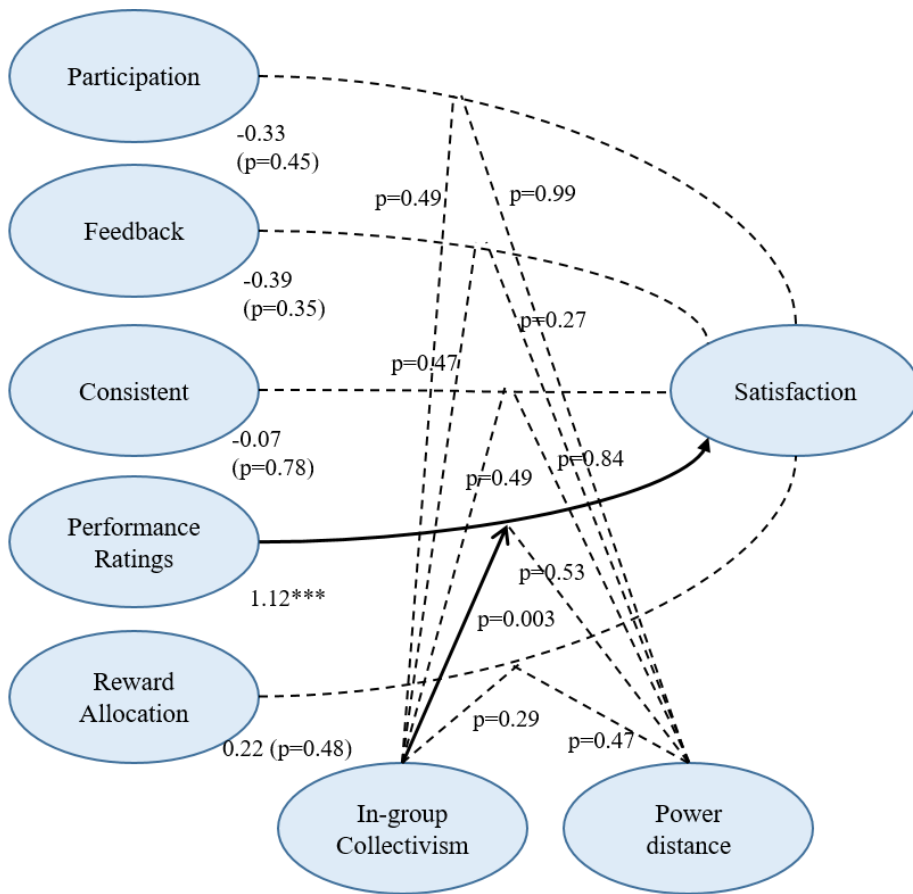 Participation
-0.33
(p=0.45)
p=0.49
p=0.99
Feedback
-0.39
(p=0.35)
p=0.27
p=0.47
Consistent
Satisfaction
-0.07
(p=0.78)
p=0.49
p=0.84
Performance
Ratings
p=0.53
1.12***
p=0.003
Reward
Allocation
0.22 (p=0.48)
p=0.29
p=0.47
In-group
Collectivism
Power
distance